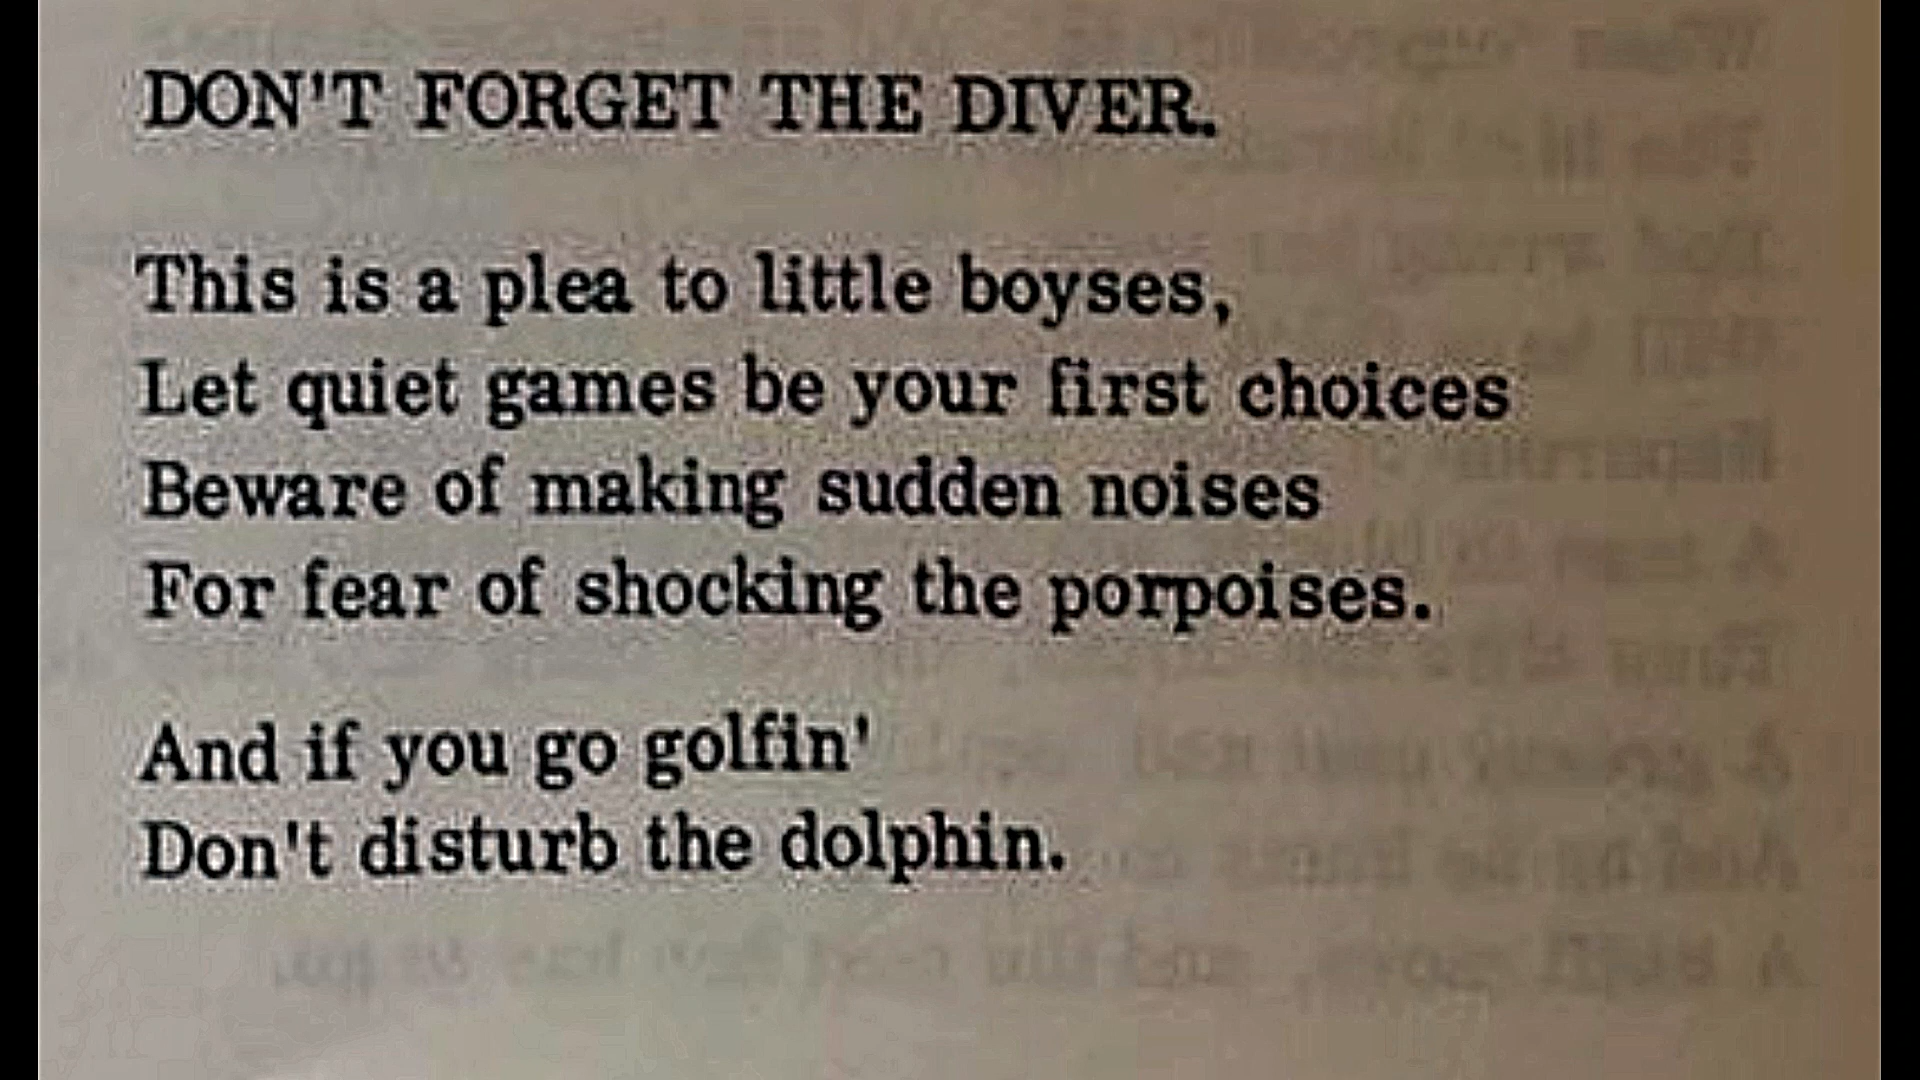 DON'T FORGET THE DIVER.
This is a plea to little boyses,
Let quiet games be your first choices
Beware of making sudden noises
For fear of shocking the porpoises.
And if you go golfin'
Don't disturb the dolphin.